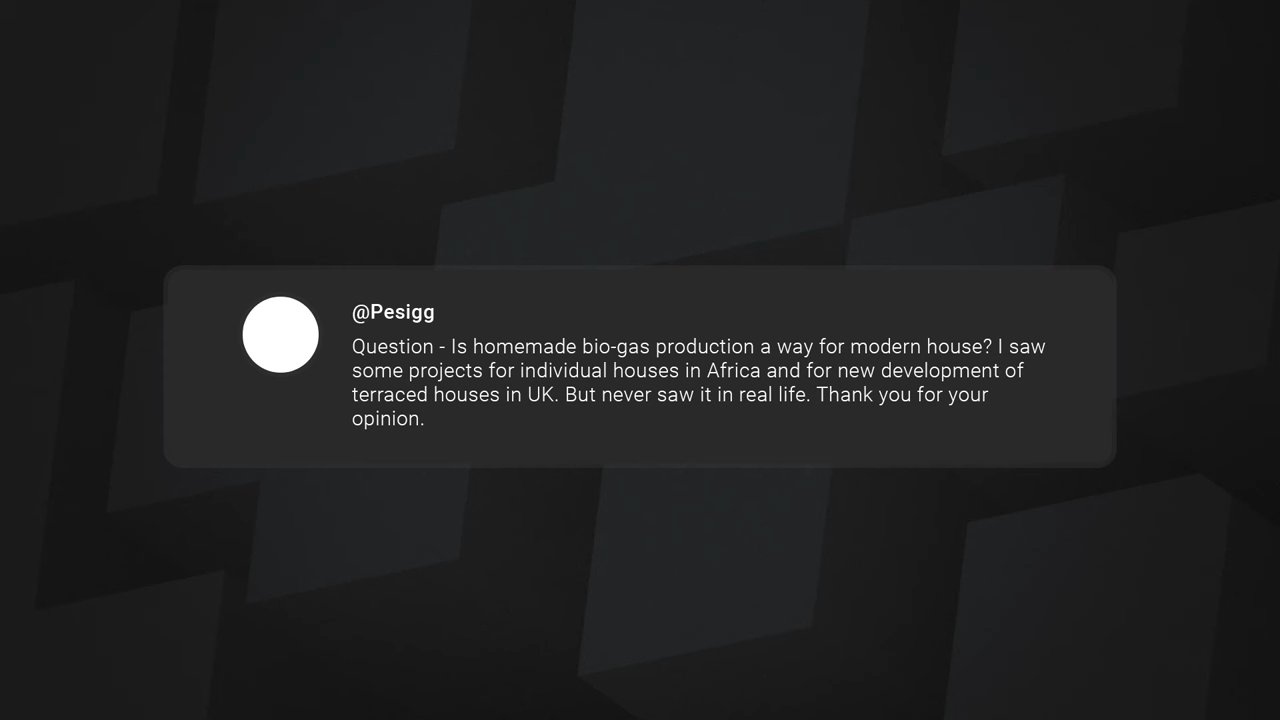 @Pesigg
Question - Is homemade bio-gas production a way for modern house? I saw
some projects for individual houses in Africa and for new development of
terraced houses in UK. But never saw it in real life. Thank you for your
opinion.